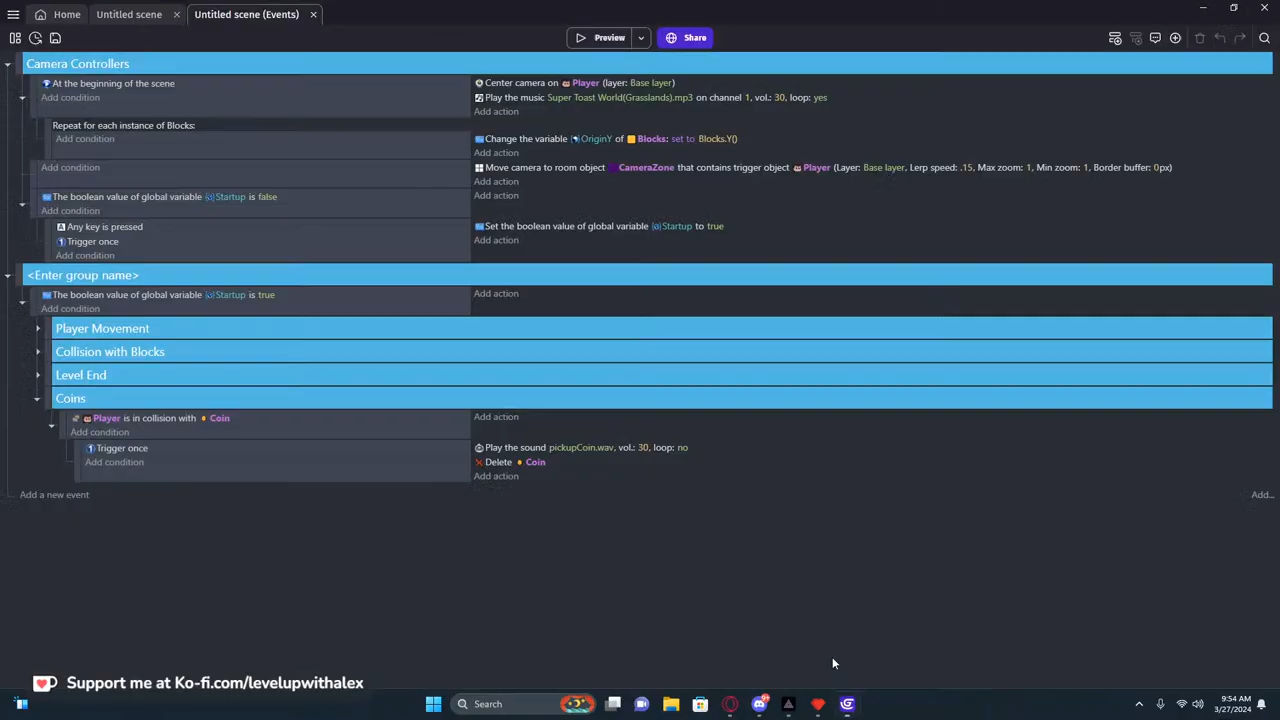 Home
Untitled scene
Untitled scene (Events)
Preview
Share
Camera Controllers
At the beginning of the scene
Add condition
Center camera on Player (layer: Base layer)
Play the music Super Toast World(Grasslands).mp3 on channel 1, vol.: 30, loop: yes
Add action
Repeat for each instance of Blocks:
Add condition
Change the variable OriginY of Blocks: set to Blocks.Y()
Add action
Add condition
Move camera to room object CameraZone that contains trigger object Player (Layer: Base layer, Lerp speed: .15, Max zoom: 1, Min zoom: 1, Border buffer: 0px)
Add action
The boolean value of global variable Startup is false
Add condition
Add action
Any key is pressed
Trigger once
Add condition
Set the boolean value of global variable Startup to true
Add action
<Enter group name>
The boolean value of global variable Startup is true
Add condition
Add action
Player Movement
Collision with Blocks
Level End
Coins
Player is in collision with Coin
Add condition
Add action
Trigger once
Add condition
Play the sound pickupCoin.wav, vol.: 30, loop: no
Delete Coin
Add action
Add a new event
Add...
Support me at Ko-fi.com/levelupwithalex
Search
9:54 AM
3/27/2024